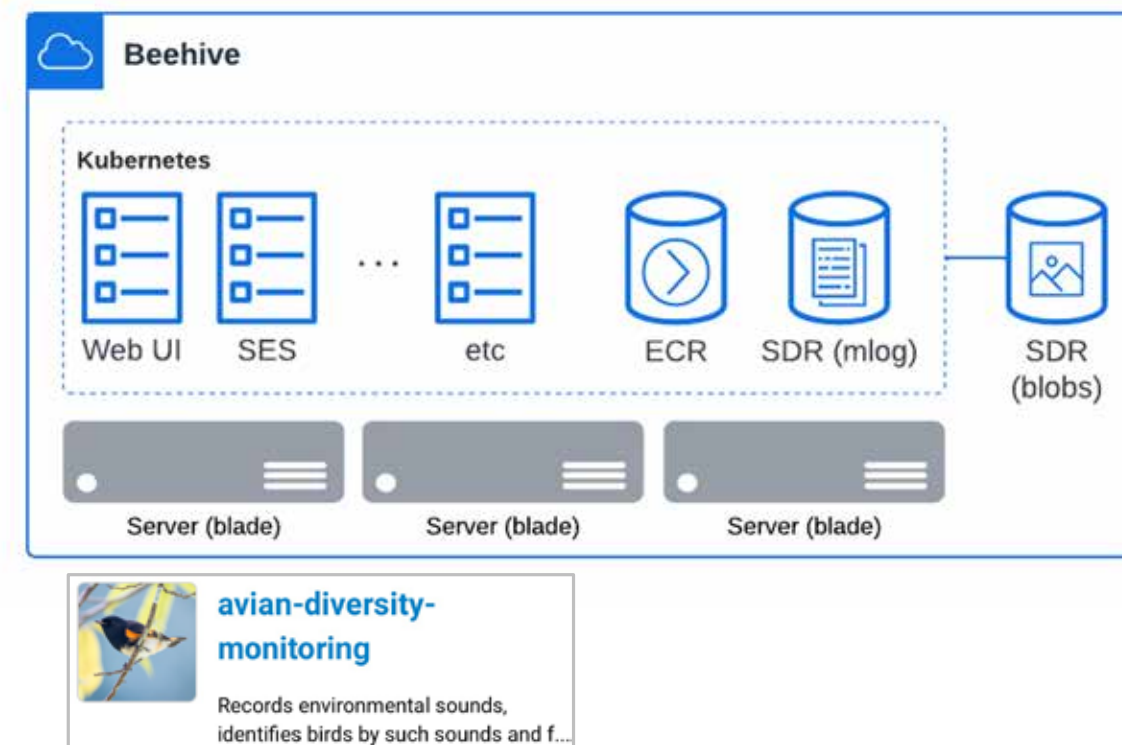 Beehive
Kubernetes
...
Web UI
SES
etc
ECR
SDR (mlog)
SDR
(blobs)
Server (blade)
Server (blade)
Server (blade)
avian-diversity-
monitoring
Records environmental sounds,
identifies birds by such sounds and f....